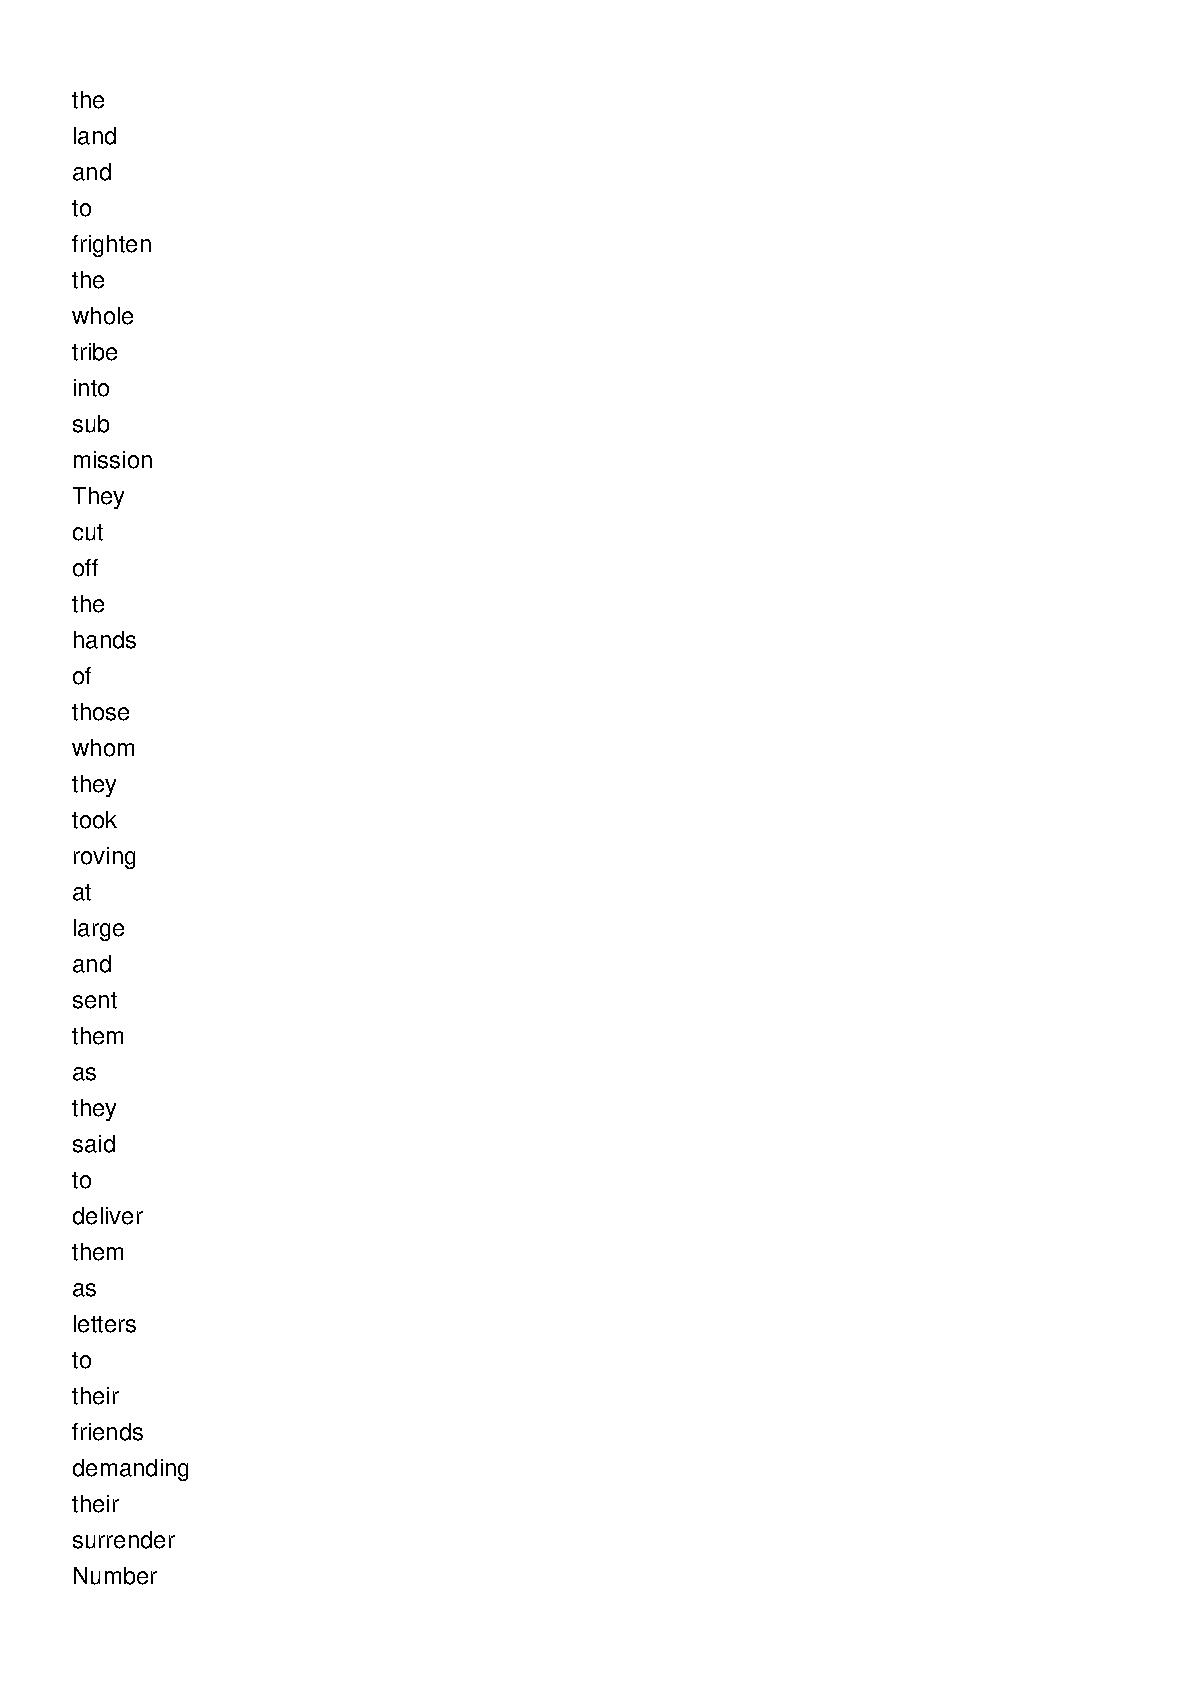 the
land
and
to
frighten
the
whole
tribe
into
sub
mission
They
cut
off
the
hands
of
those
whom
they
took
roving
at
large
and
sent
them
as
they
said
to
deliver
them
as
letters
to
their
friends
demanding
their
surrender
Number